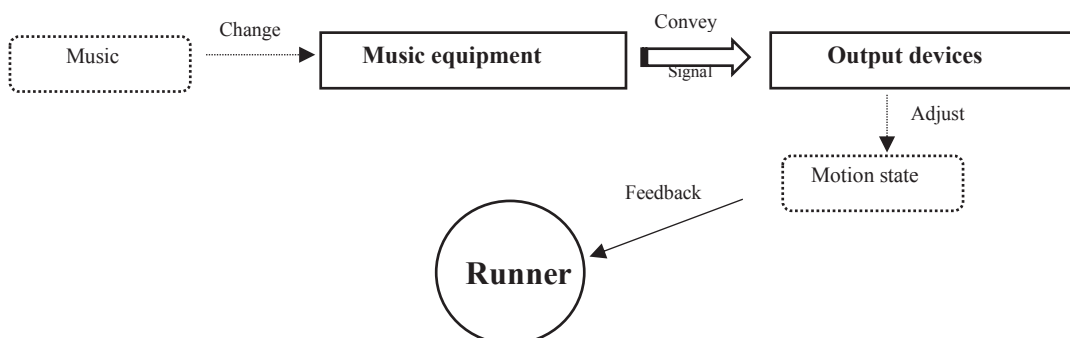 Music
Change
Music equipment
Convey
Signal
Output devices
Adjust
Motion state
Feedback
Runner